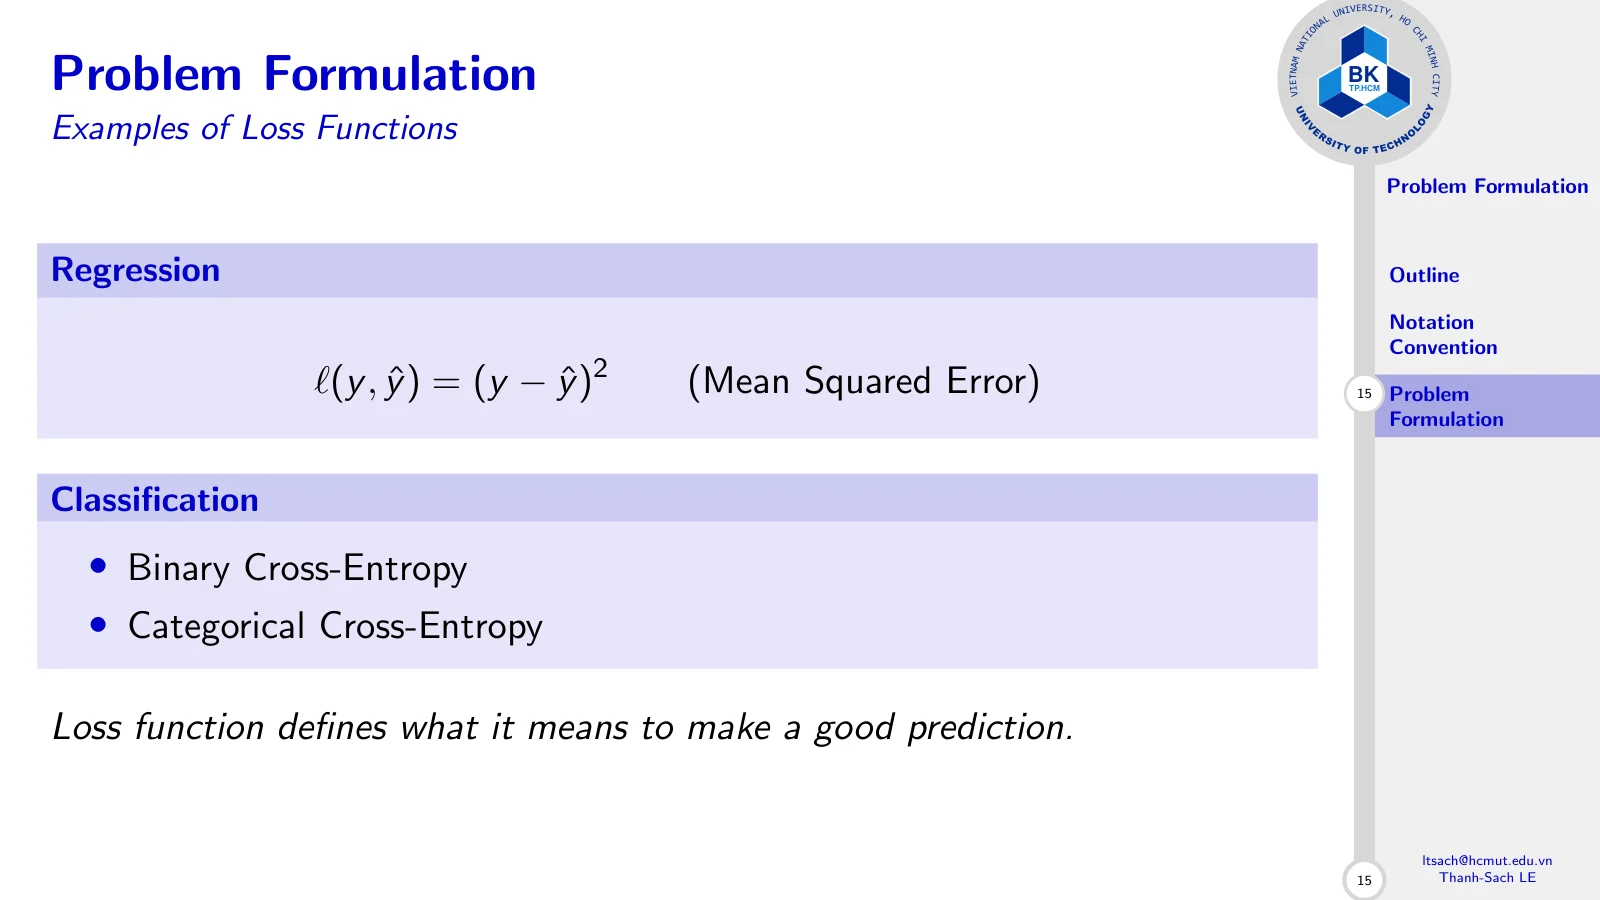 Problem Formulation
Examples of Loss Functions
Regression
ℓ(y, ŷ) = (y − ŷ)² (Mean Squared Error)
Classification
• Binary Cross-Entropy
• Categorical Cross-Entropy
Loss function defines what it means to make a good prediction.
VIETNAM NATIONAL UNIVERSITY, HO CHI MINH CITY
BK
TP.HCM
UNIVERSITY OF TECHNOLOGY
Problem Formulation
Outline
Notation
Convention
15
Problem
Formulation
ltsach@hcmut.edu.vn
Thanh-Sach LE
15